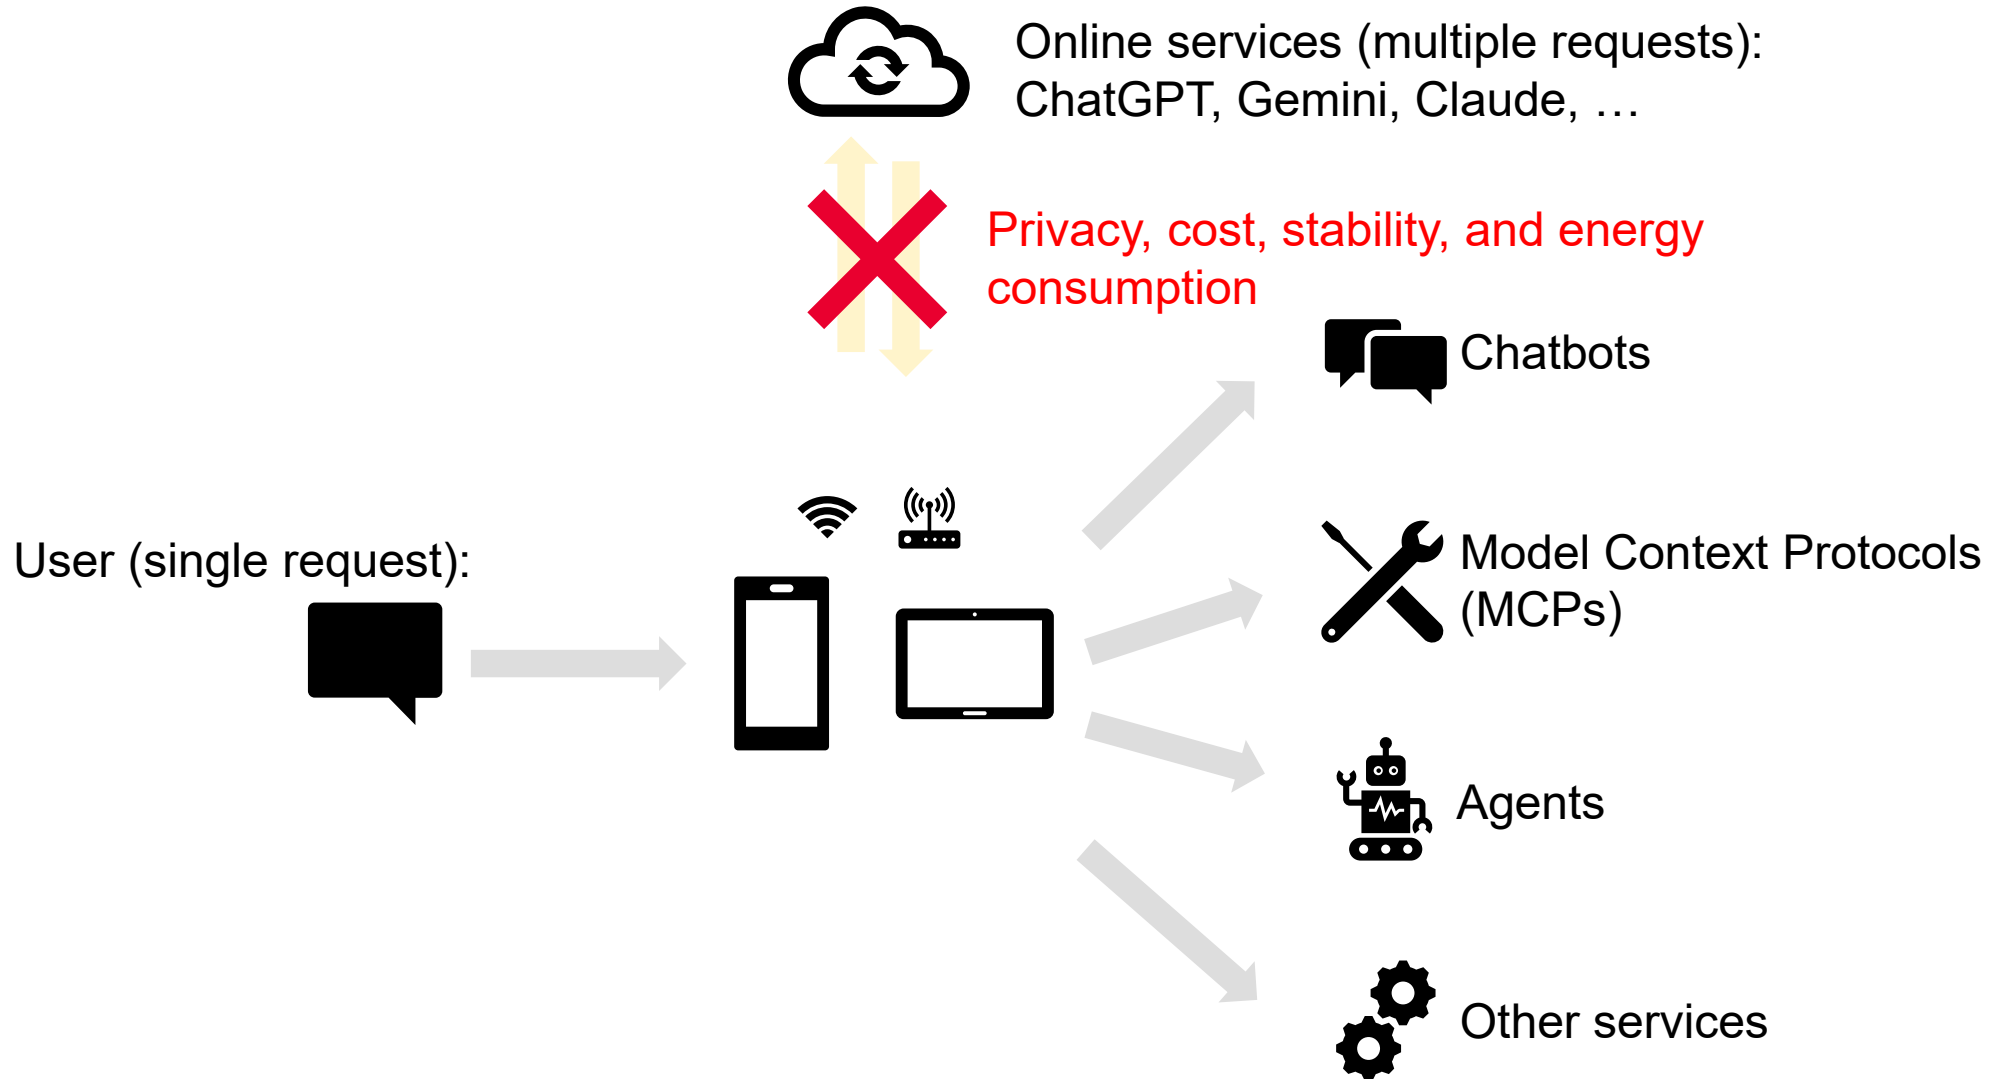 Online services (multiple requests):
ChatGPT, Gemini, Claude, …
Privacy, cost, stability, and energy
consumption
Chatbots
User (single request):
Model Context Protocols
(MCPs)
Agents
Other services